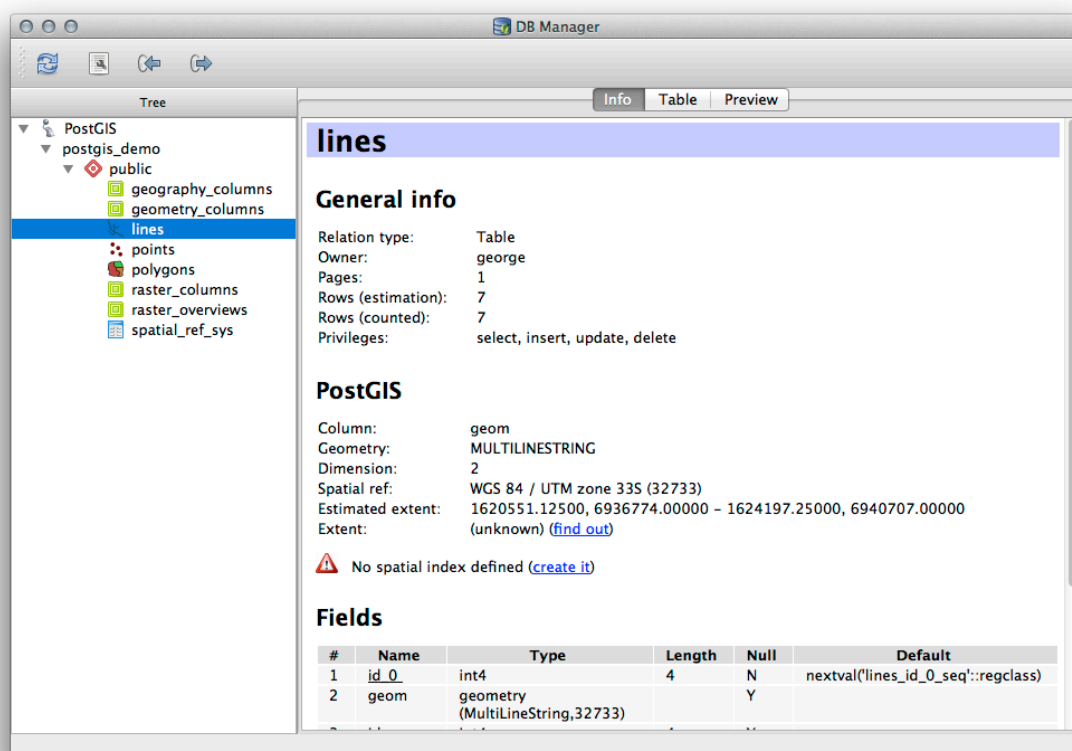 DB Manager
Tree
Info Table Preview
PostGIS
postgis_demo
public
geography_columns
geometry_columns
lines
points
polygons
raster_columns
raster_overviews
spatial_ref_sys
lines
General info
Relation type: Table
Owner: george
Pages: 1
Rows (estimation): 7
Rows (counted): 7
Privileges: select, insert, update, delete
PostGIS
Column: geom
Geometry: MULTILINESTRING
Dimension: 2
Spatial ref: WGS 84 / UTM zone 33S (32733)
Estimated extent: 1620551.12500, 6936774.00000 - 1624197.25000, 6940707.00000
Extent: (unknown) (find out)
No spatial index defined (create it)
Fields
# Name Type Length Null Default
1 id_0 int4 4 N nextval('lines_id_0_seq'::regclass)
2 geom geometry Y
(MultiLineString,32733)